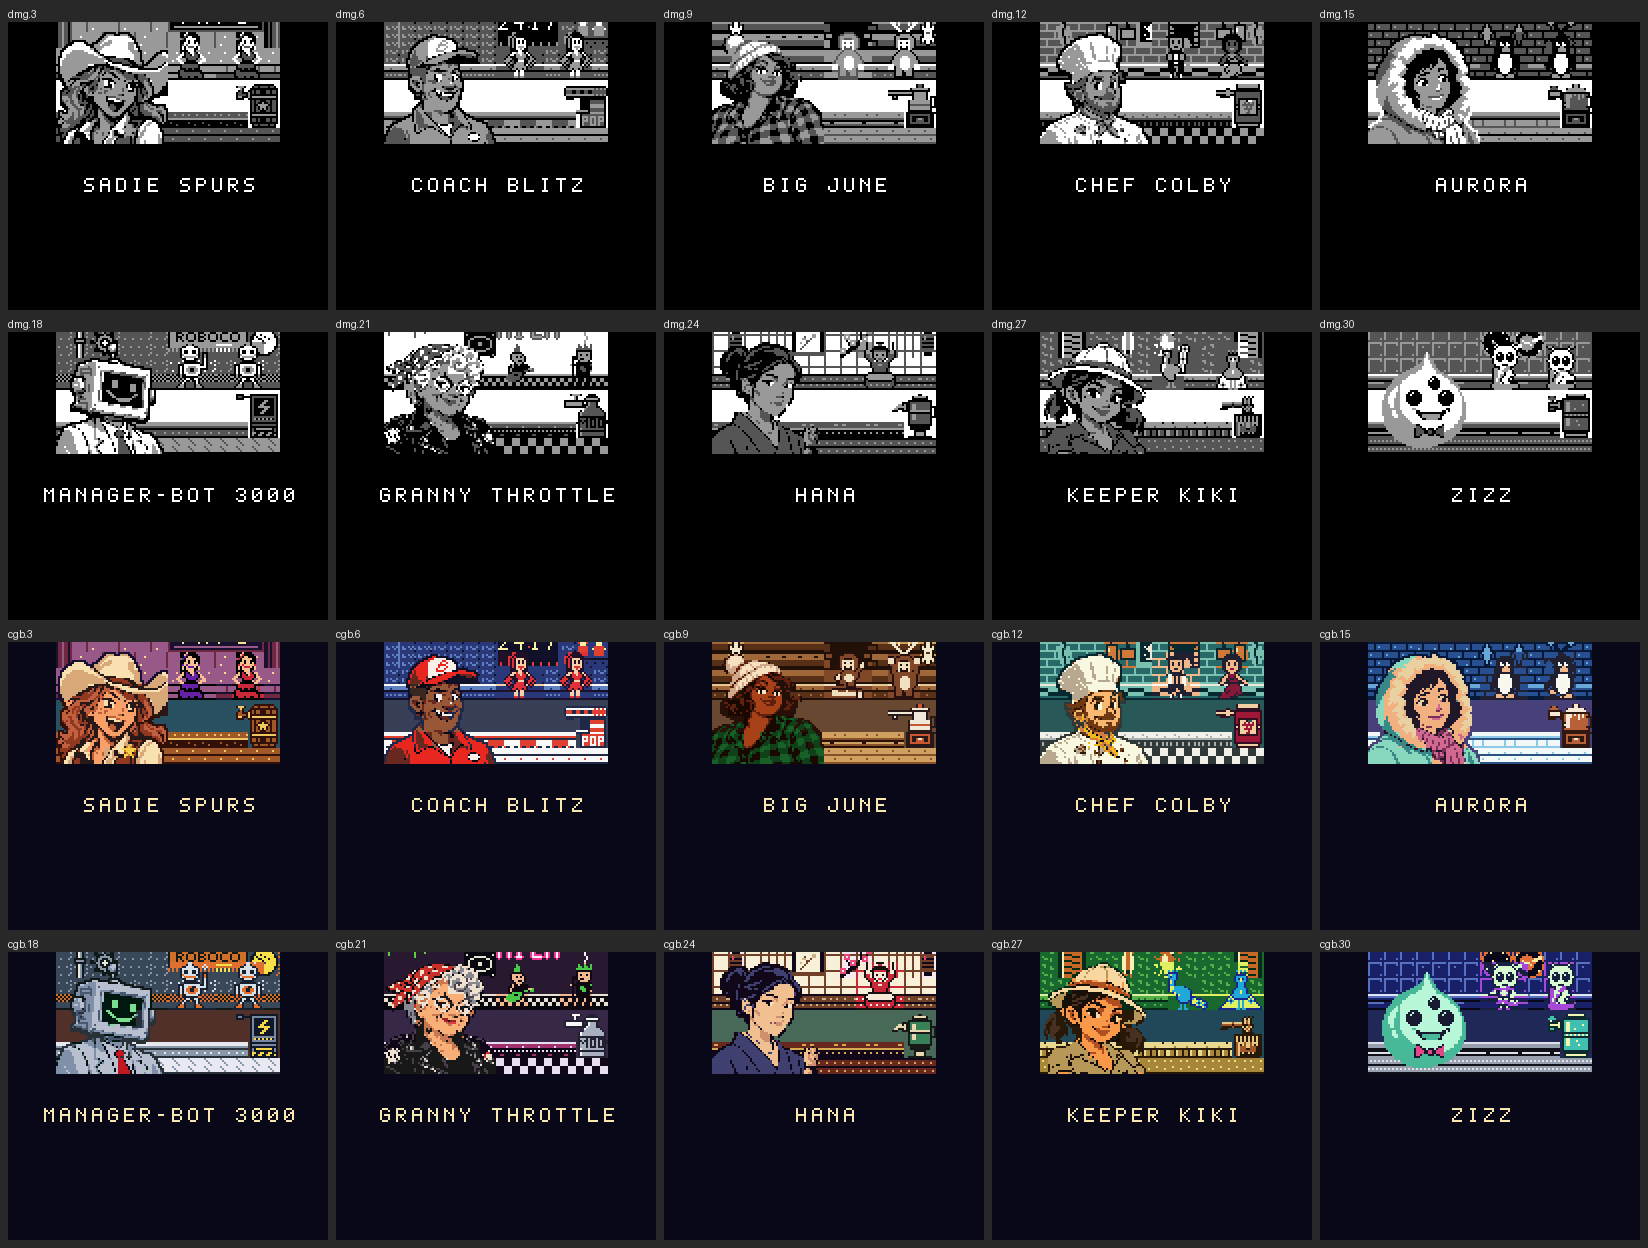 dmg.3 dmg.6 dmg.9 dmg.12 dmg.15
POP
SADIE SPURS COACH BLITZ BIG JUNE CHEF COLBY AURORA
dmg.18 dmg.21 dmg.24 dmg.27 dmg.30
ROBOCO
MANAGER-BOT 3000 GRANNY THROTTLE HANA KEEPER KIKI ZIZZ
cgb.3 cgb.6 cgb.9 cgb.12 cgb.15
POP
SADIE SPURS COACH BLITZ BIG JUNE CHEF COLBY AURORA
cgb.18 cgb.21 cgb.24 cgb.27 cgb.30
ROBOCO
MANAGER-BOT 3000 GRANNY THROTTLE HANA KEEPER KIKI ZIZZ